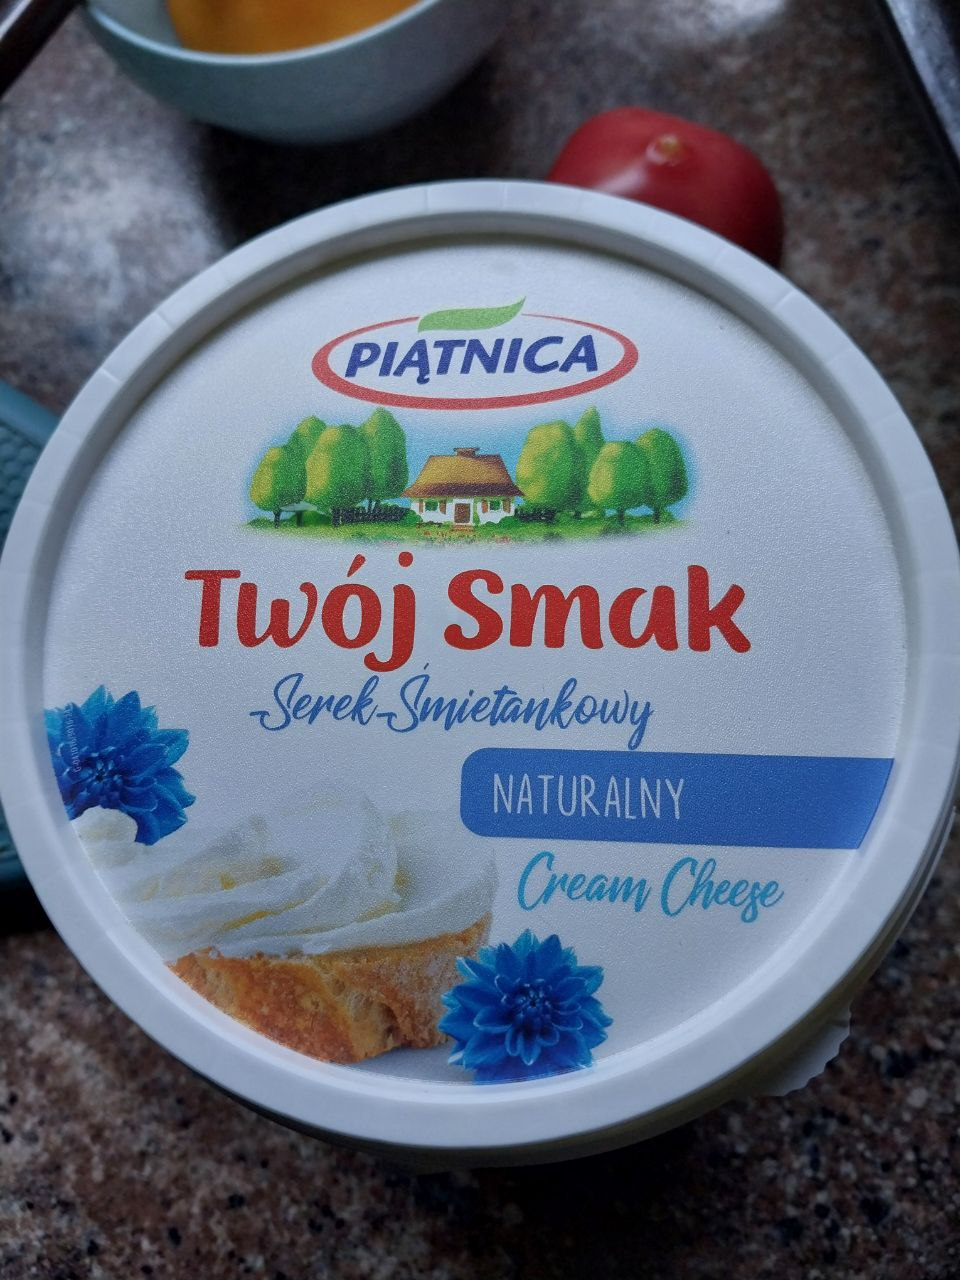 PIĄTNICA
Twój Smak
Serek Śmietankowy
NATURALNY
Cream Cheese